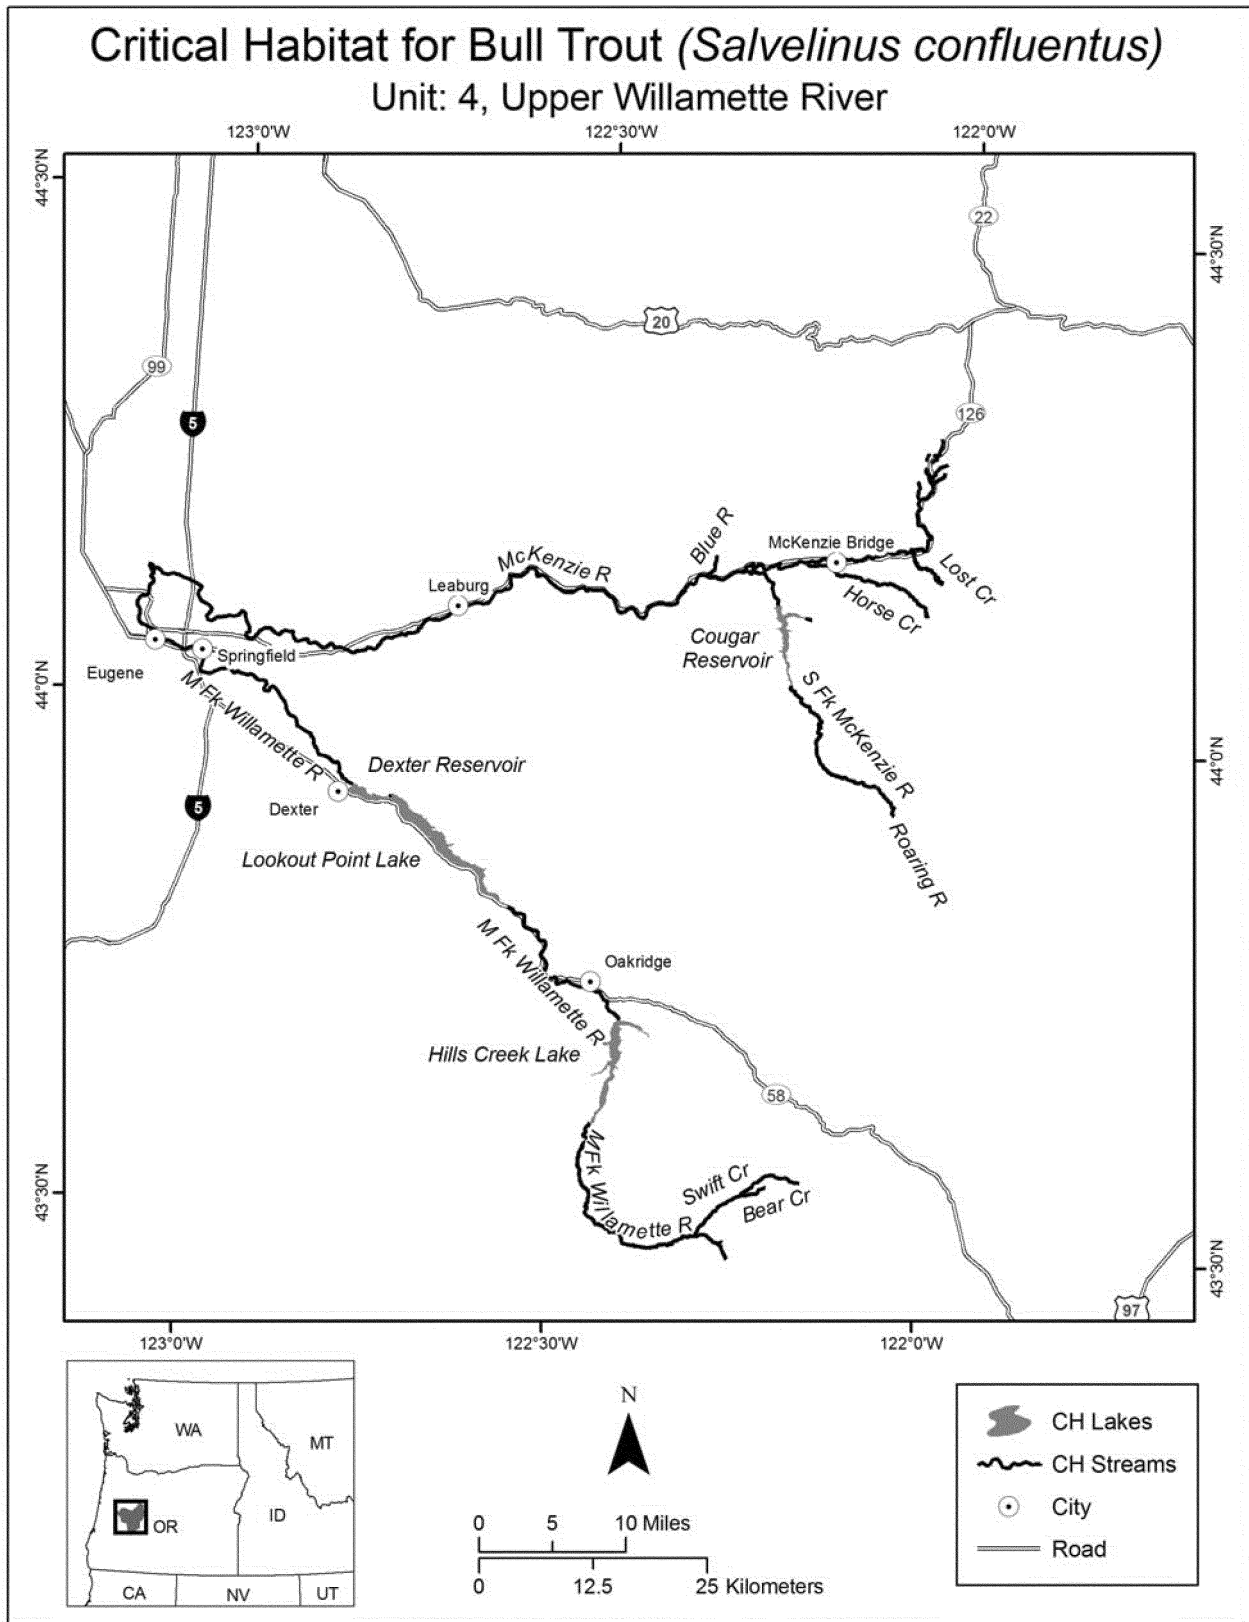 Critical Habitat for Bull Trout (Salvelinus confluentus)
Unit: 4, Upper Willamette River
123°0'W
122°30'W
122°0'W
44°30'N
44°30'N
22
20
99
5
126
Blue R
McKenzie Bridge
McKenzie R
Leaburg
Lost Cr
Horse Cr
Cougar
Reservoir
Eugene
Springfield
44°0'N
44°0'N
M Fk Willamette R
S Fk McKenzie R
Dexter Reservoir
Dexter
5
Roaring R
Lookout Point Lake
M Fk Willamette R
Oakridge
Hills Creek Lake
58
M Fk Willamette R
Swift Cr
Bear Cr
43°30'N
43°30'N
97
123°0'W
122°30'W
122°0'W
WA
MT
OR
ID
CA
NV
UT
N
0 5 10 Miles
0 12.5 25 Kilometers
CH Lakes
CH Streams
City
Road